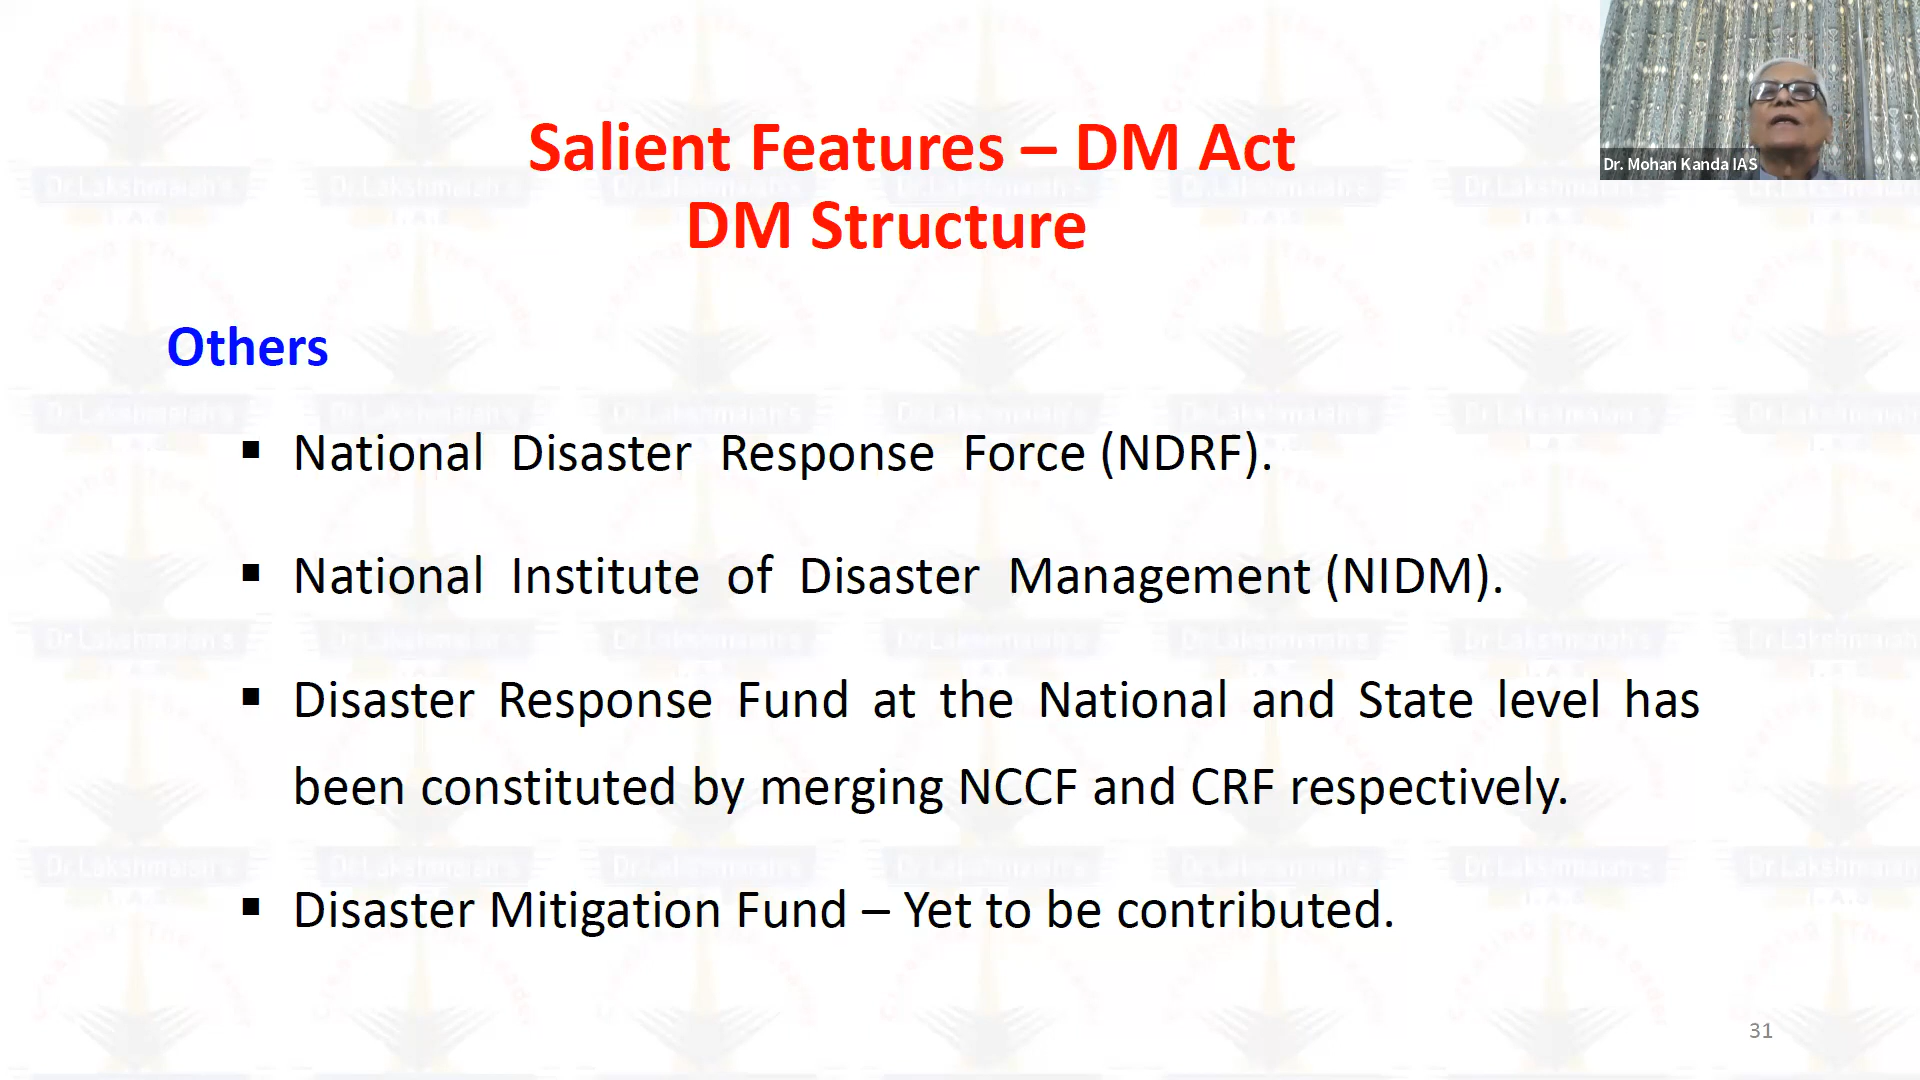 Salient Features – DM Act
DM Structure
Dr. Mohan Kanda IAS
Others
▪ National Disaster Response Force (NDRF).
▪ National Institute of Disaster Management (NIDM).
▪ Disaster Response Fund at the National and State level has
been constituted by merging NCCF and CRF respectively.
▪ Disaster Mitigation Fund – Yet to be contributed.
31